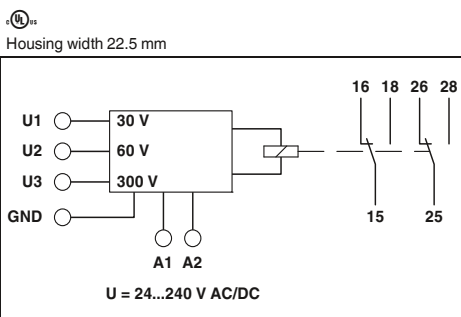 c UL us
Housing width 22.5 mm
16 18 26 28
U1 30 V
U2 60 V
U3 300 V
GND
15 25
A1 A2
U = 24...240 V AC/DC